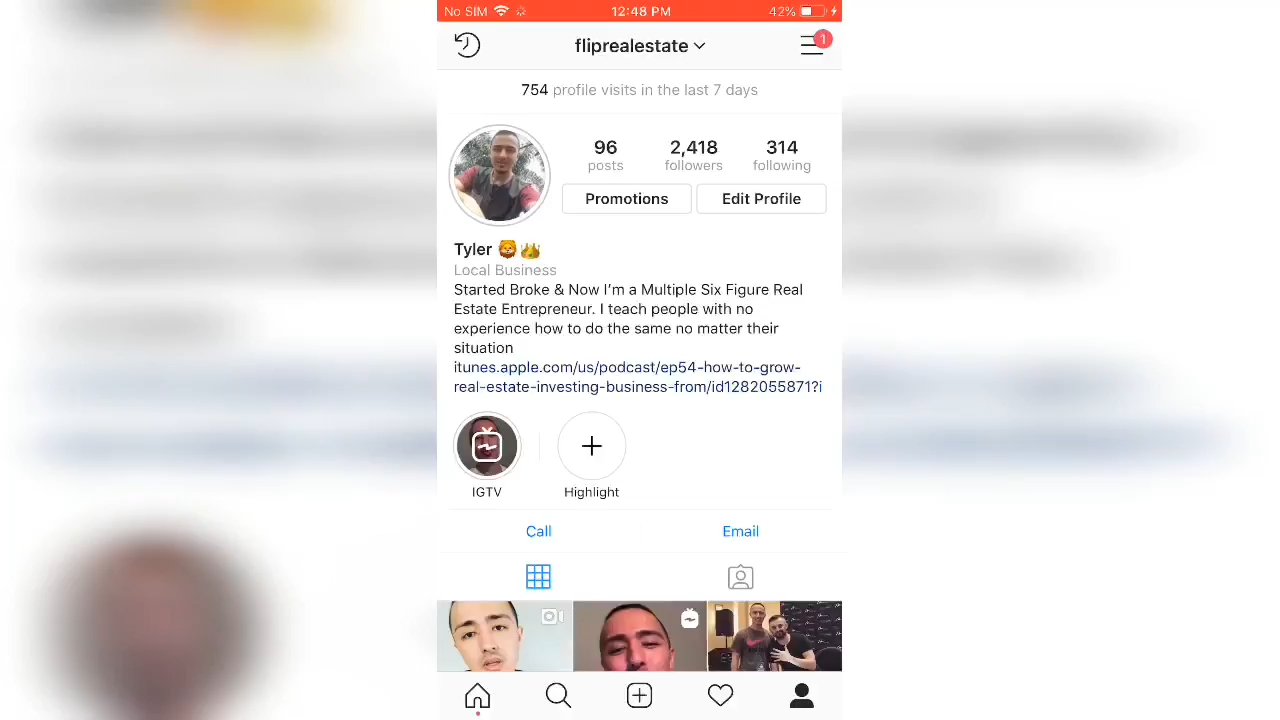 No SIM 12:48 PM 42%
fliprealestate
1
754 profile visits in the last 7 days
96 2,418 314
posts followers following
Promotions Edit Profile
Tyler
Local Business
Started Broke & Now I'm a Multiple Six Figure Real
Estate Entrepreneur. I teach people with no
experience how to do the same no matter their
situation
itunes.apple.com/us/podcast/ep54-how-to-grow-
real-estate-investing-business-from/id1282055871?i
IGTV Highlight
Call Email